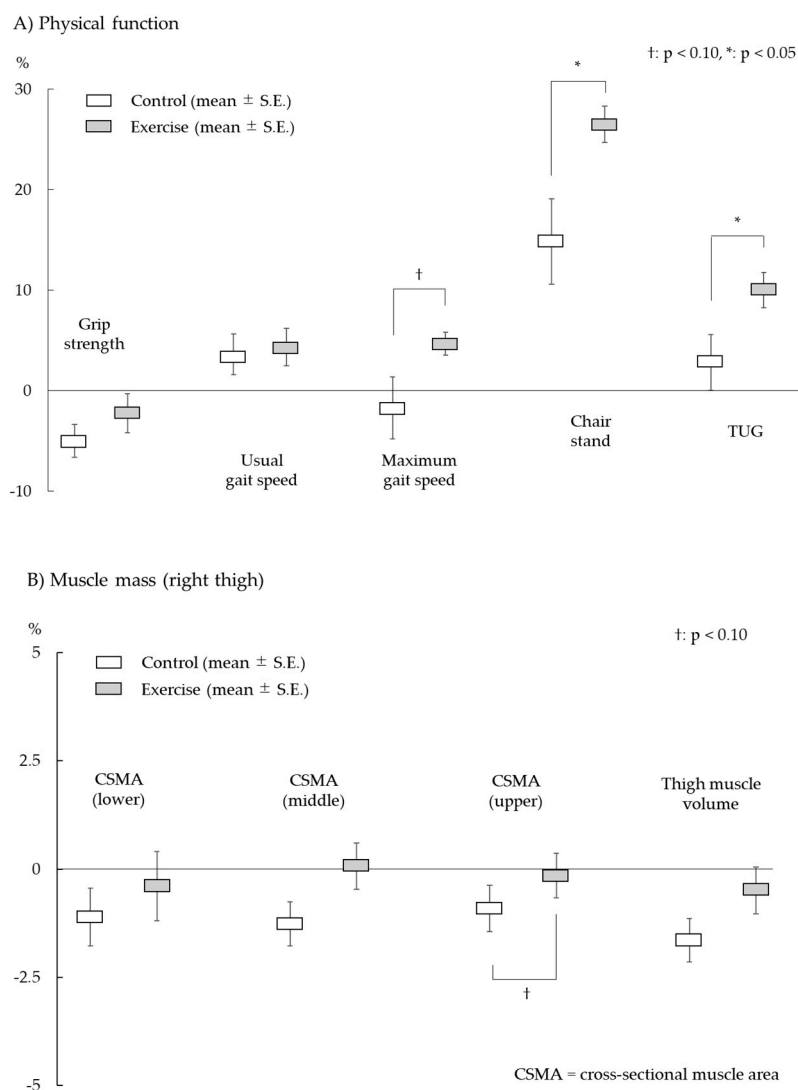 A) Physical function
%
†: p < 0.10, *: p < 0.05
30
Control (mean ± S.E.)
Exercise (mean ± S.E.)
*
20
*
†
10
Grip
strength
0
Chair
stand
TUG
Usual
gait speed
Maximum
gait speed
-10
B) Muscle mass (right thigh)
%
†: p < 0.10
5
Control (mean ± S.E.)
Exercise (mean ± S.E.)
2.5
CSMA
(lower)
CSMA
(middle)
CSMA
(upper)
Thigh muscle
volume
0
-2.5
†
-5
CSMA = cross-sectional muscle area